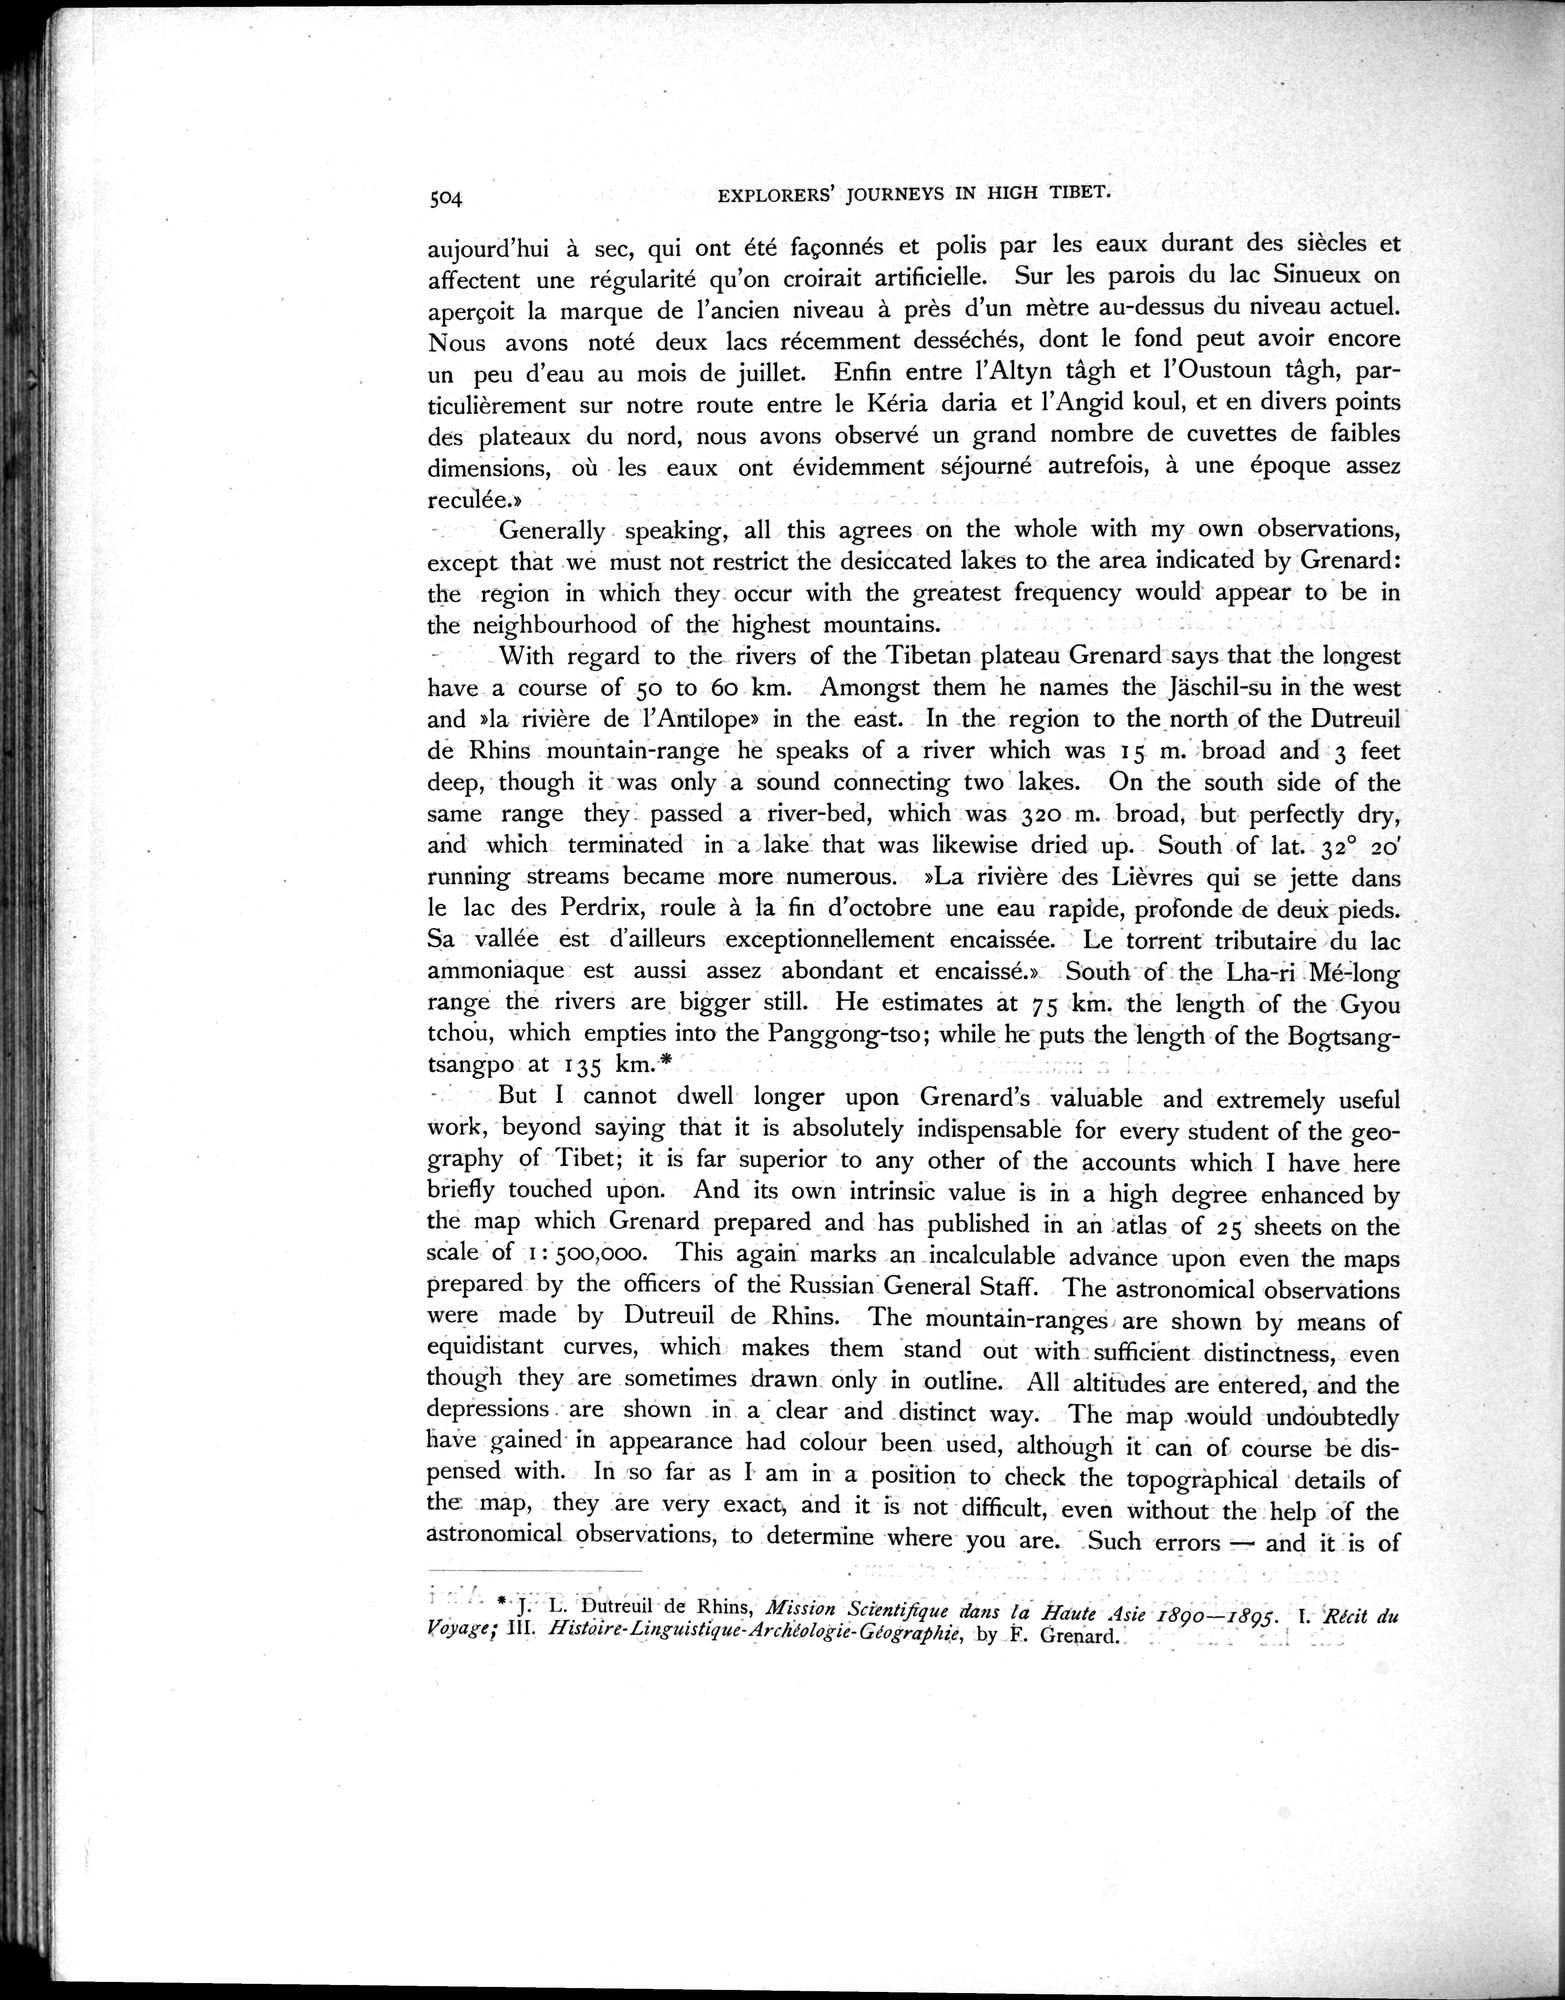 504
EXPLORERS' JOURNEYS IN HIGH TIBET.
aujourd'hui à sec, qui ont été façonnés et polis par les eaux durant des siècles et
affectent une régularité qu'on croirait artificielle. Sur les parois du lac Sinueux on
aperçoit la marque de l'ancien niveau à près d'un mètre au-dessus du niveau actuel.
Nous avons noté deux lacs récemment desséchés, dont le fond peut avoir encore
un peu d'eau au mois de juillet. Enfin entre l'Altyn tâgh et l'Oustoun tâgh, par-
ticulièrement sur notre route entre le Kéria daria et l'Angid koul, et en divers points
des plateaux du nord, nous avons observé un grand nombre de cuvettes de faibles
dimensions, où les eaux ont évidemment séjourné autrefois, à une époque assez
reculée.»
Generally speaking, all this agrees on the whole with my own observations,
except that we must not restrict the desiccated lakes to the area indicated by Grenard:
the region in which they occur with the greatest frequency would appear to be in
the neighbourhood of the highest mountains.
With regard to the rivers of the Tibetan plateau Grenard says that the longest
have a course of 50 to 60 km. Amongst them he names the Jäschil-su in the west
and »la rivière de l'Antilope» in the east. In the region to the north of the Dutreuil
de Rhins mountain-range he speaks of a river which was 15 m. broad and 3 feet
deep, though it was only a sound connecting two lakes. On the south side of the
same range they passed a river-bed, which was 320 m. broad, but perfectly dry,
and which terminated in a lake that was likewise dried up. South of lat. 32° 20'
running streams became more numerous. »La rivière des Lièvres qui se jette dans
le lac des Perdrix, roule à la fin d'octobre une eau rapide, profonde de deux pieds.
Sa vallée est d'ailleurs exceptionnellement encaissée. Le torrent tributaire du lac
ammoniaque est aussi assez abondant et encaissé.» South of the Lha-ri Mé-long
range the rivers are bigger still. He estimates at 75 km. the length of the Gyou
tchou, which empties into the Panggong-tso; while he puts the length of the Bogtsang-
tsangpo at 135 km.*
But I cannot dwell longer upon Grenard's valuable and extremely useful
work, beyond saying that it is absolutely indispensable for every student of the geo-
graphy of Tibet; it is far superior to any other of the accounts which I have here
briefly touched upon. And its own intrinsic value is in a high degree enhanced by
the map which Grenard prepared and has published in an atlas of 25 sheets on the
scale of 1:500,000. This again marks an incalculable advance upon even the maps
prepared by the officers of the Russian General Staff. The astronomical observations
were made by Dutreuil de Rhins. The mountain-ranges are shown by means of
equidistant curves, which makes them stand out with sufficient distinctness, even
though they are sometimes drawn only in outline. All altitudes are entered, and the
depressions are shown in a clear and distinct way. The map would undoubtedly
have gained in appearance had colour been used, although it can of course be dis-
pensed with. In so far as I am in a position to check the topographical details of
the map, they are very exact, and it is not difficult, even without the help of the
astronomical observations, to determine where you are. Such errors — and it is of
* J. L. Dutreuil de Rhins, Mission Scientifique dans la Haute Asie 1890—1895. I. Récit du
Voyage; III. Histoire-Linguistique-Archéologie-Géographie, by F. Grenard.